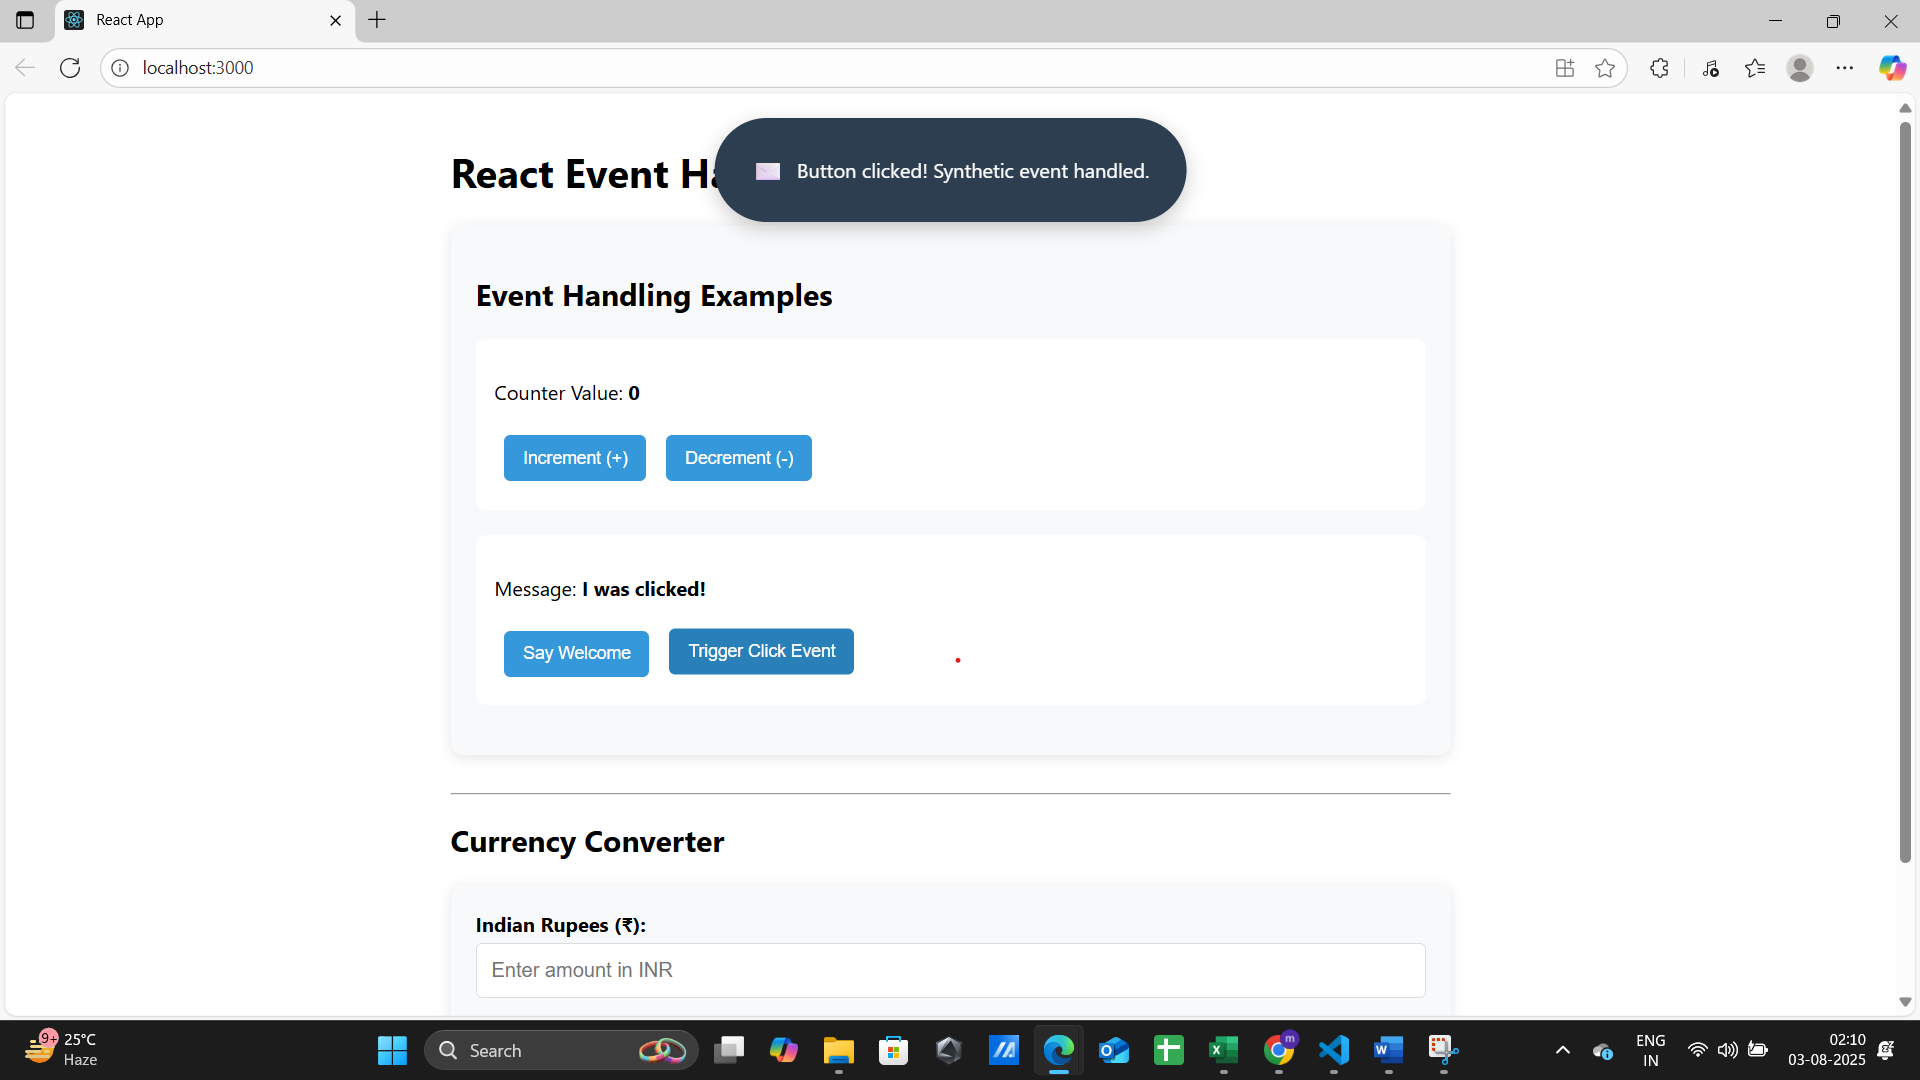 React App
localhost:3000
React Event Ha
Button clicked! Synthetic event handled.
Event Handling Examples
Counter Value: 0
Increment (+)
Decrement (-)
Message: I was clicked!
Say Welcome
Trigger Click Event
Currency Converter
Indian Rupees (₹):
Enter amount in INR
9+
25°C
Haze
Search
m
ENG
IN
02:10
03-08-2025